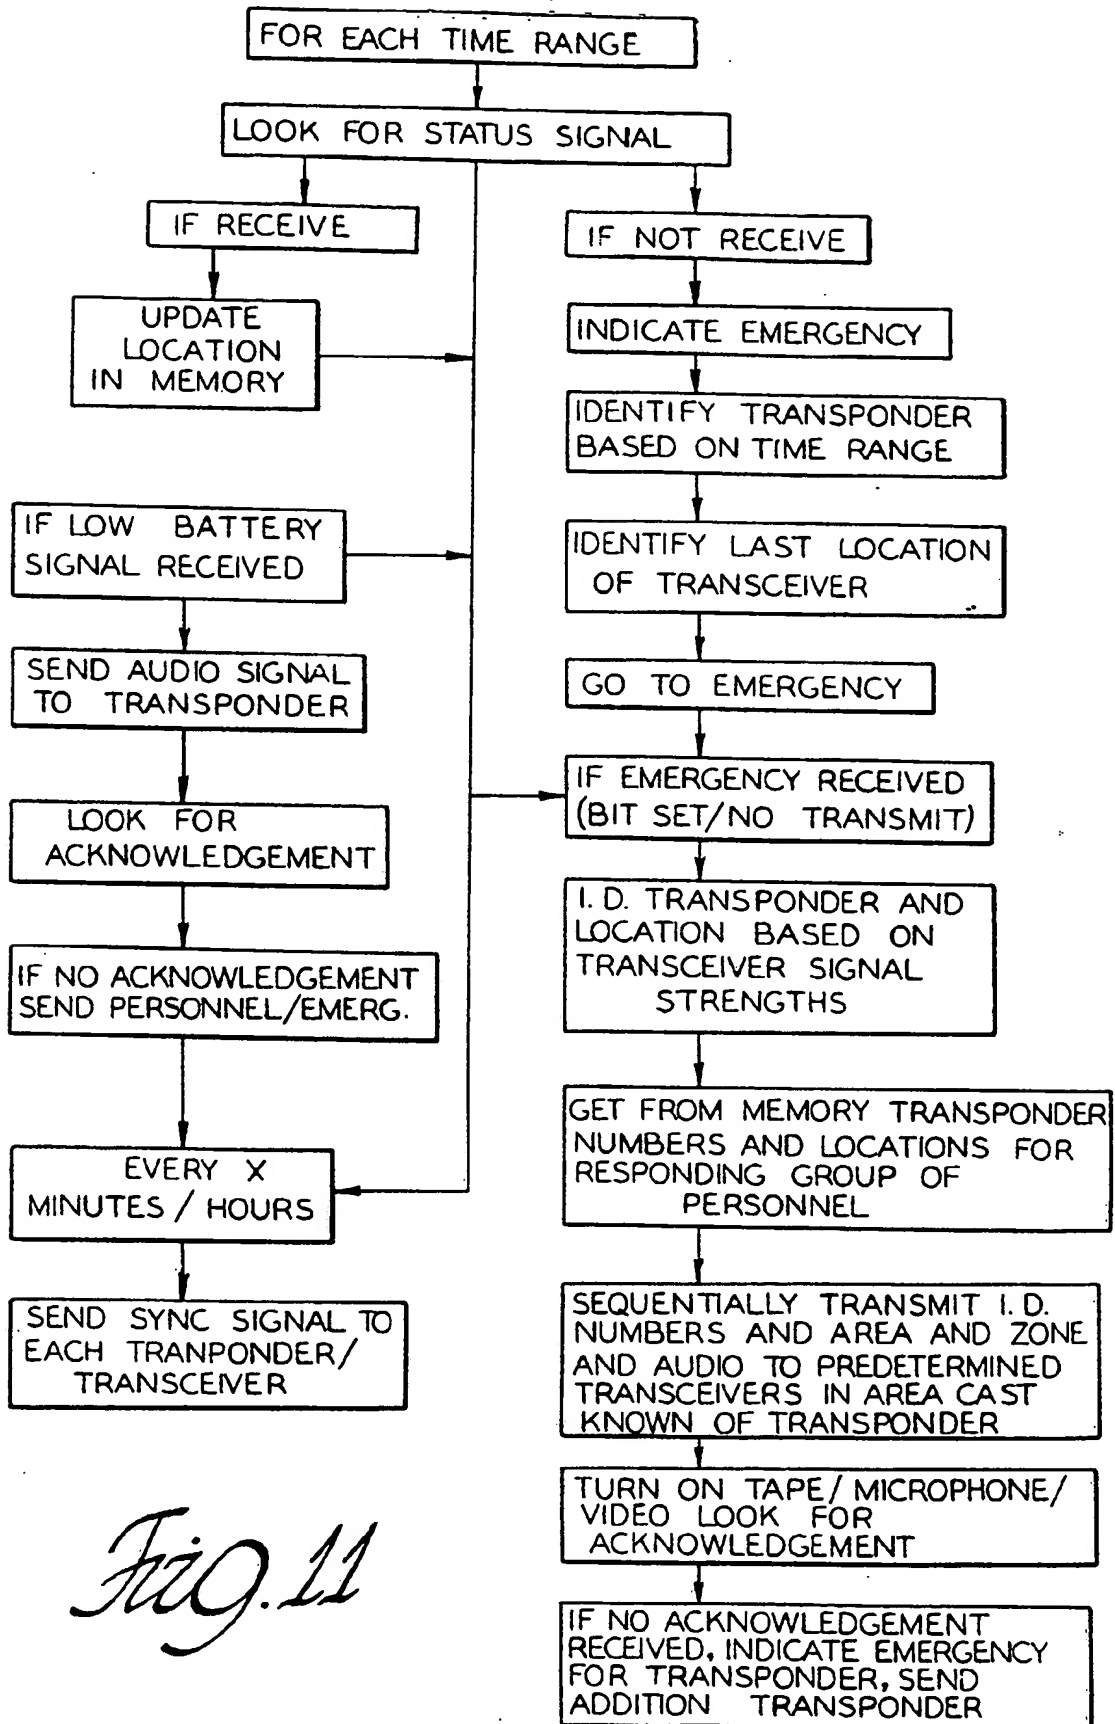 FOR EACH TIME RANGE
LOOK FOR STATUS SIGNAL
IF RECEIVE
UPDATE
LOCATION
IN MEMORY
IF LOW BATTERY
SIGNAL RECEIVED
SEND AUDIO SIGNAL
TO TRANSPONDER
LOOK FOR
ACKNOWLEDGEMENT
IF NO ACKNOWLEDGEMENT
SEND PERSONNEL/EMERG.
EVERY X
MINUTES / HOURS
SEND SYNC SIGNAL TO
EACH TRANPONDER/
TRANSCEIVER
IF NOT RECEIVE
INDICATE EMERGENCY
IDENTIFY TRANSPONDER
BASED ON TIME RANGE
IDENTIFY LAST LOCATION
OF TRANSCEIVER
GO TO EMERGENCY
IF EMERGENCY RECEIVED
(BIT SET/NO TRANSMIT)
I. D. TRANSPONDER AND
LOCATION BASED ON
TRANSCEIVER SIGNAL
STRENGTHS
GET FROM MEMORY TRANSPONDER
NUMBERS AND LOCATIONS FOR
RESPONDING GROUP OF
PERSONNEL
SEQUENTIALLY TRANSMIT I. D.
NUMBERS AND AREA AND ZONE
AND AUDIO TO PREDETERMINED
TRANSCEIVERS IN AREA CAST
KNOWN OF TRANSPONDER
TURN ON TAPE/ MICROPHONE/
VIDEO LOOK FOR
ACKNOWLEDGEMENT
IF NO ACKNOWLEDGEMENT
RECEIVED, INDICATE EMERGENCY
FOR TRANSPONDER, SEND
ADDITION TRANSPONDER
Fig. 11